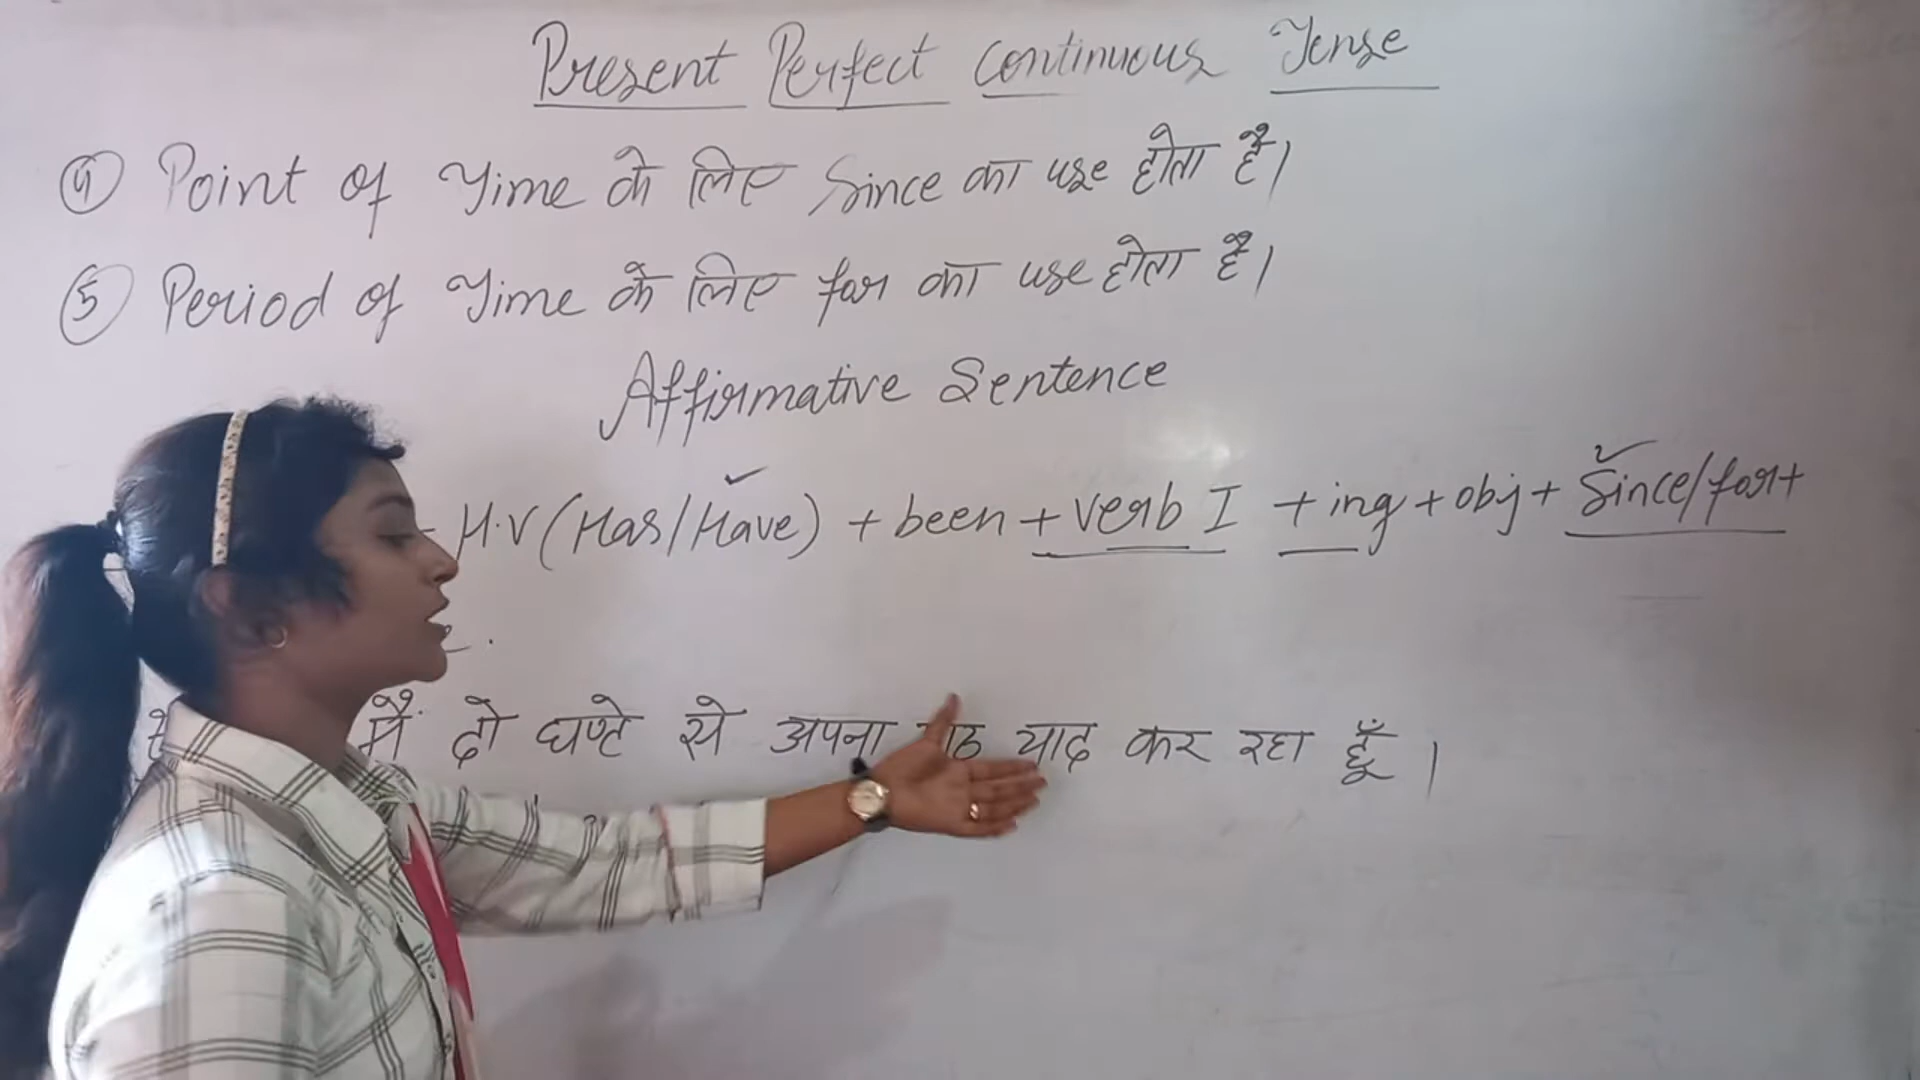 Present Perfect Continuous Tense
④ Point of Time के लिए Since का use होता है।
⑤ Period of Time के लिए for का use होता है।
Affirmative Sentence
H.V (Has/Have) + been + verb I + ing + obj + Since/for +
मैं दो घण्टे से अपना याद कर रहा हूँ।